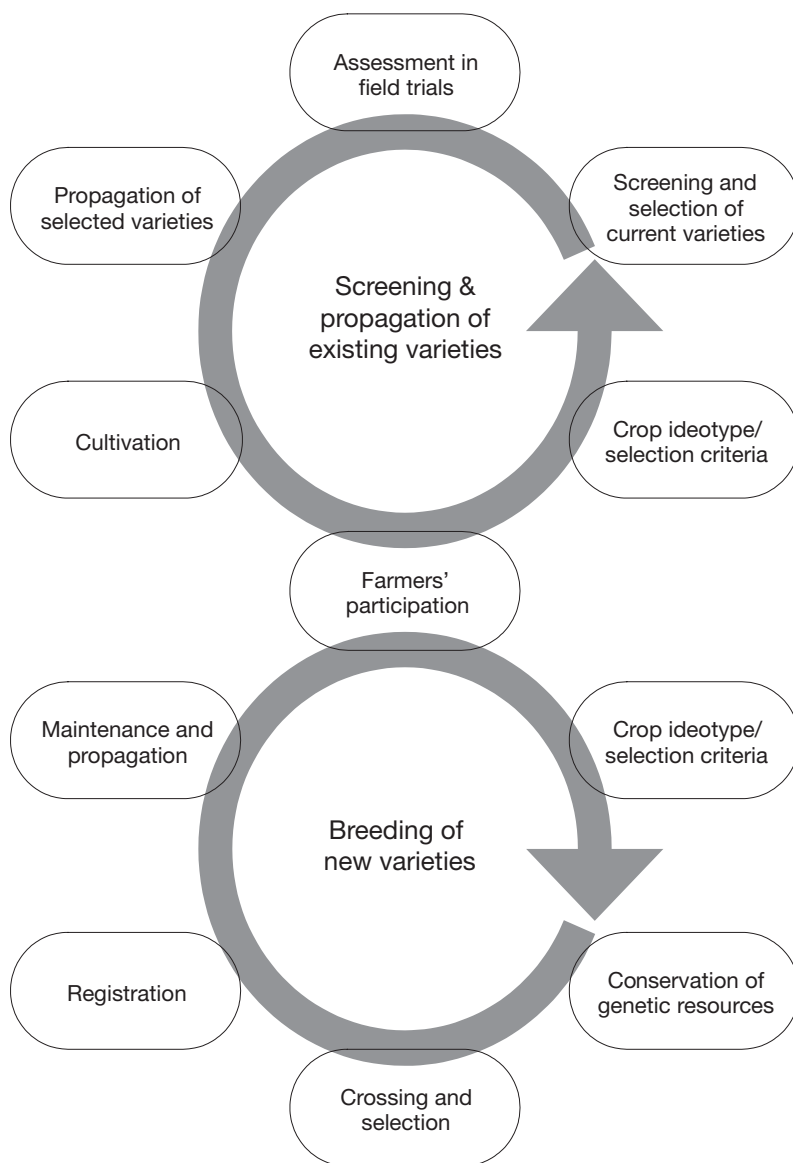 Assessment in
field trials
Propagation of
selected varieties
Screening and
selection of
current varieties
Screening &
propagation of
existing varieties
Cultivation
Crop ideotype/
selection criteria
Farmers’
participation
Maintenance and
propagation
Crop ideotype/
selection criteria
Breeding of
new varieties
Registration
Conservation of
genetic resources
Crossing and
selection